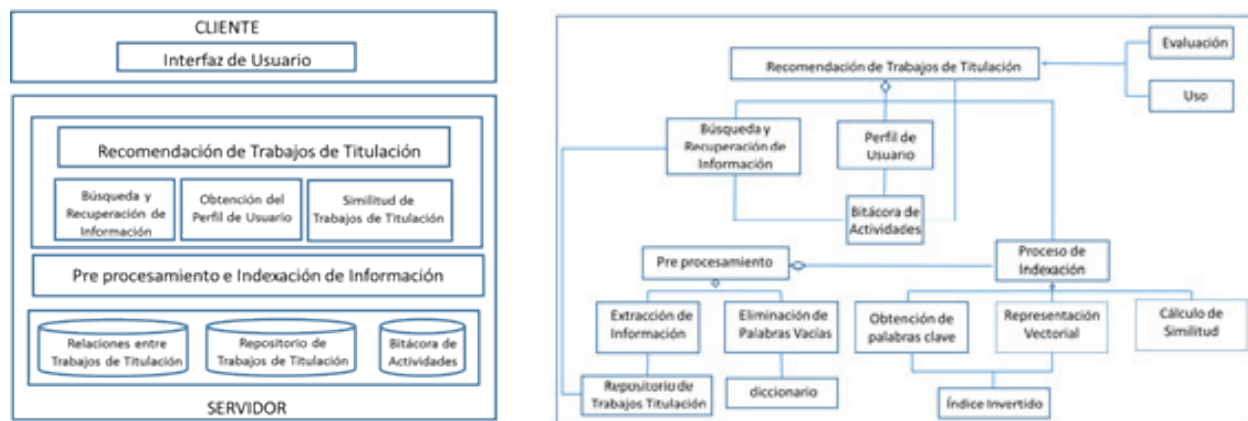 CLIENTE
Interfaz de Usuario
Recomendación de Trabajos de Titulación
Búsqueda y
Recuperación de
Información
Obtención del
Perfil de Usuario
Similitud de
Trabajos de Titulación
Pre procesamiento e Indexación de Información
Relaciones entre
Trabajos de Titulación
Repositorio de
Trabajos de Titulación
Bitácora de
Actividades
SERVIDOR
Recomendación de Trabajos de Titulación
Evaluación
Uso
Búsqueda y
Recuperación de
Información
Perfil de
Usuario
Bitácora de
Actividades
Pre procesamiento
Proceso de
Indexación
Extracción de
Información
Eliminación de
Palabras Vacías
Obtención de
palabras clave
Representación
Vectorial
Cálculo de
Similitud
Repositorio de
Trabajos Titulación
diccionario
Índice Invertido